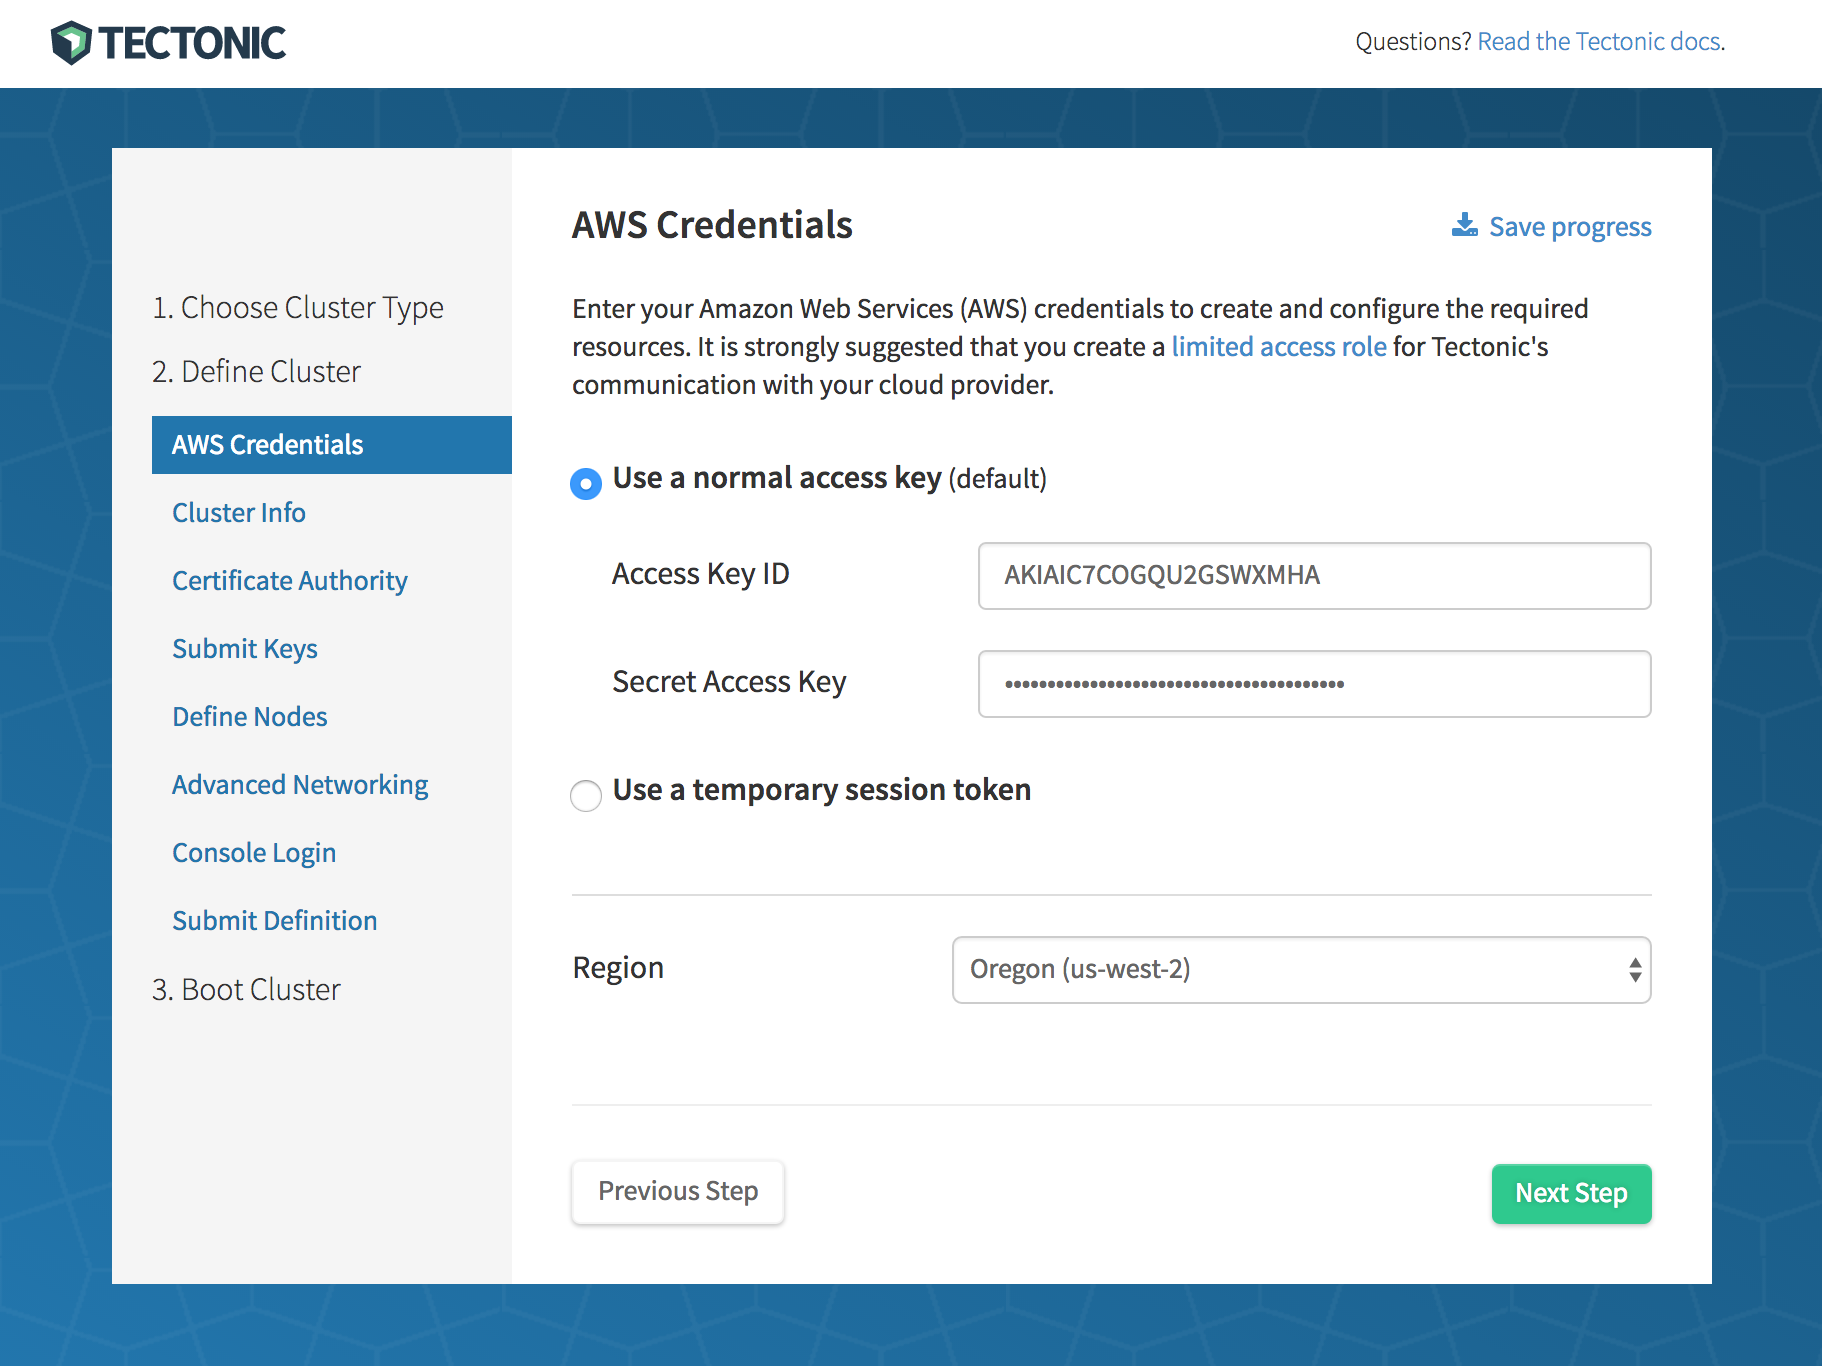 TECTONIC
Questions? Read the Tectonic docs.
1. Choose Cluster Type
2. Define Cluster
AWS Credentials
Cluster Info
Certificate Authority
Submit Keys
Define Nodes
Advanced Networking
Console Login
Submit Definition
3. Boot Cluster
AWS Credentials
Save progress
Enter your Amazon Web Services (AWS) credentials to create and configure the required
resources. It is strongly suggested that you create a limited access role for Tectonic's
communication with your cloud provider.
Use a normal access key (default)
Access Key ID
AKIAIC7COGQU2GSWXMHA
Secret Access Key
••••••••••••••••••••••••••••••••••••••••
Use a temporary session token
Region
Oregon (us-west-2)
Previous Step
Next Step